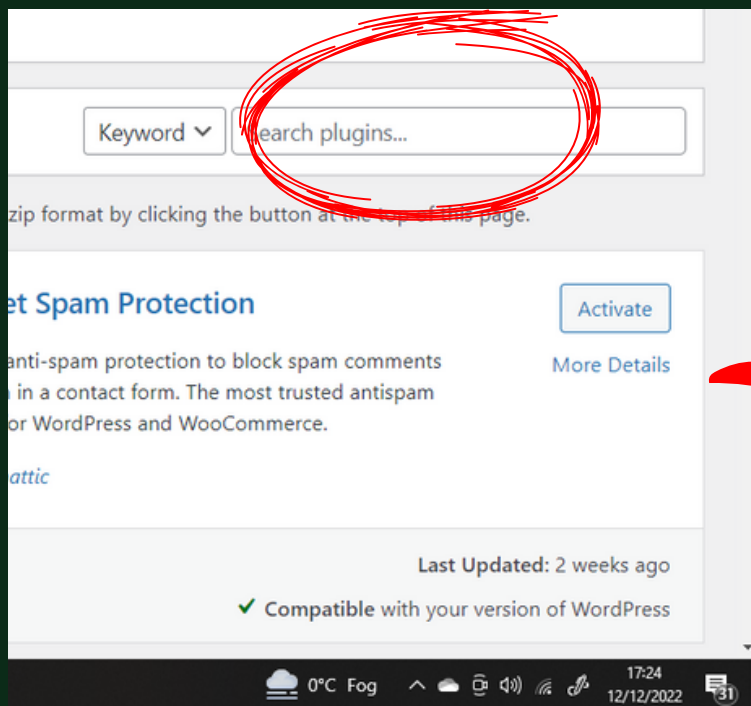 Keyword
Search plugins...
zip format by clicking the button at the top of this page.
et Spam Protection
Activate
anti-spam protection to block spam comments
More Details
in a contact form. The most trusted antispam
or WordPress and WooCommerce.
attic
Last Updated: 2 weeks ago
Compatible with your version of WordPress
0°C Fog
17:24
12/12/2022
31